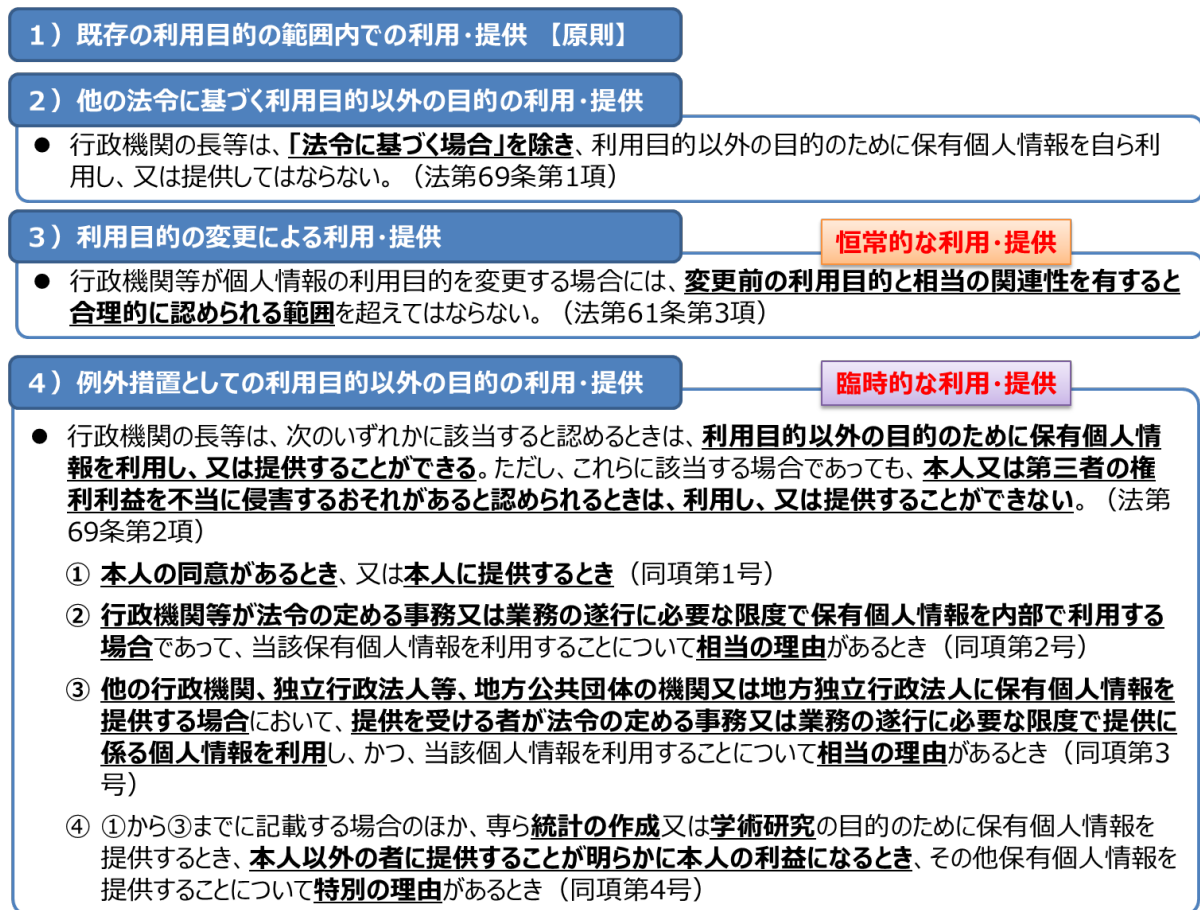 1）既存の利用目的の範囲内での利用･提供 【原則】
2）他の法令に基づく利用目的以外の目的の利用･提供
● 行政機関の長等は、「法令に基づく場合」を除き、利用目的以外の目的のために保有個人情報を自ら利
用し、又は提供してはならない。（法第69条第1項）
3）利用目的の変更による利用･提供
恒常的な利用･提供
● 行政機関等が個人情報の利用目的を変更する場合には、変更前の利用目的と相当の関連性を有すると
合理的に認められる範囲を超えてはならない。（法第61条第3項）
4）例外措置としての利用目的以外の目的の利用･提供
臨時的な利用･提供
● 行政機関の長等は、次のいずれかに該当すると認めるときは、利用目的以外の目的のために保有個人情
報を利用し、又は提供することができる。ただし、これらに該当する場合であっても、本人又は第三者の権
利利益を不当に侵害するおそれがあると認められるときは、利用し、又は提供することができない。（法第
69条第2項）
① 本人の同意があるとき、又は本人に提供するとき（同項第1号）
② 行政機関等が法令の定める事務又は業務の遂行に必要な限度で保有個人情報を内部で利用する
場合であって、当該保有個人情報を利用することについて相当の理由があるとき（同項第2号）
③ 他の行政機関、独立行政法人等、地方公共団体の機関又は地方独立行政法人に保有個人情報を
提供する場合において、提供を受ける者が法令の定める事務又は業務の遂行に必要な限度で提供に
係る個人情報を利用し、かつ、当該個人情報を利用することについて相当の理由があるとき（同項第3
号）
④ ①から③までに記載する場合のほか、専ら統計の作成又は学術研究の目的のために保有個人情報を
提供するとき、本人以外の者に提供することが明らかに本人の利益になるとき、その他保有個人情報を
提供することについて特別の理由があるとき（同項第4号）